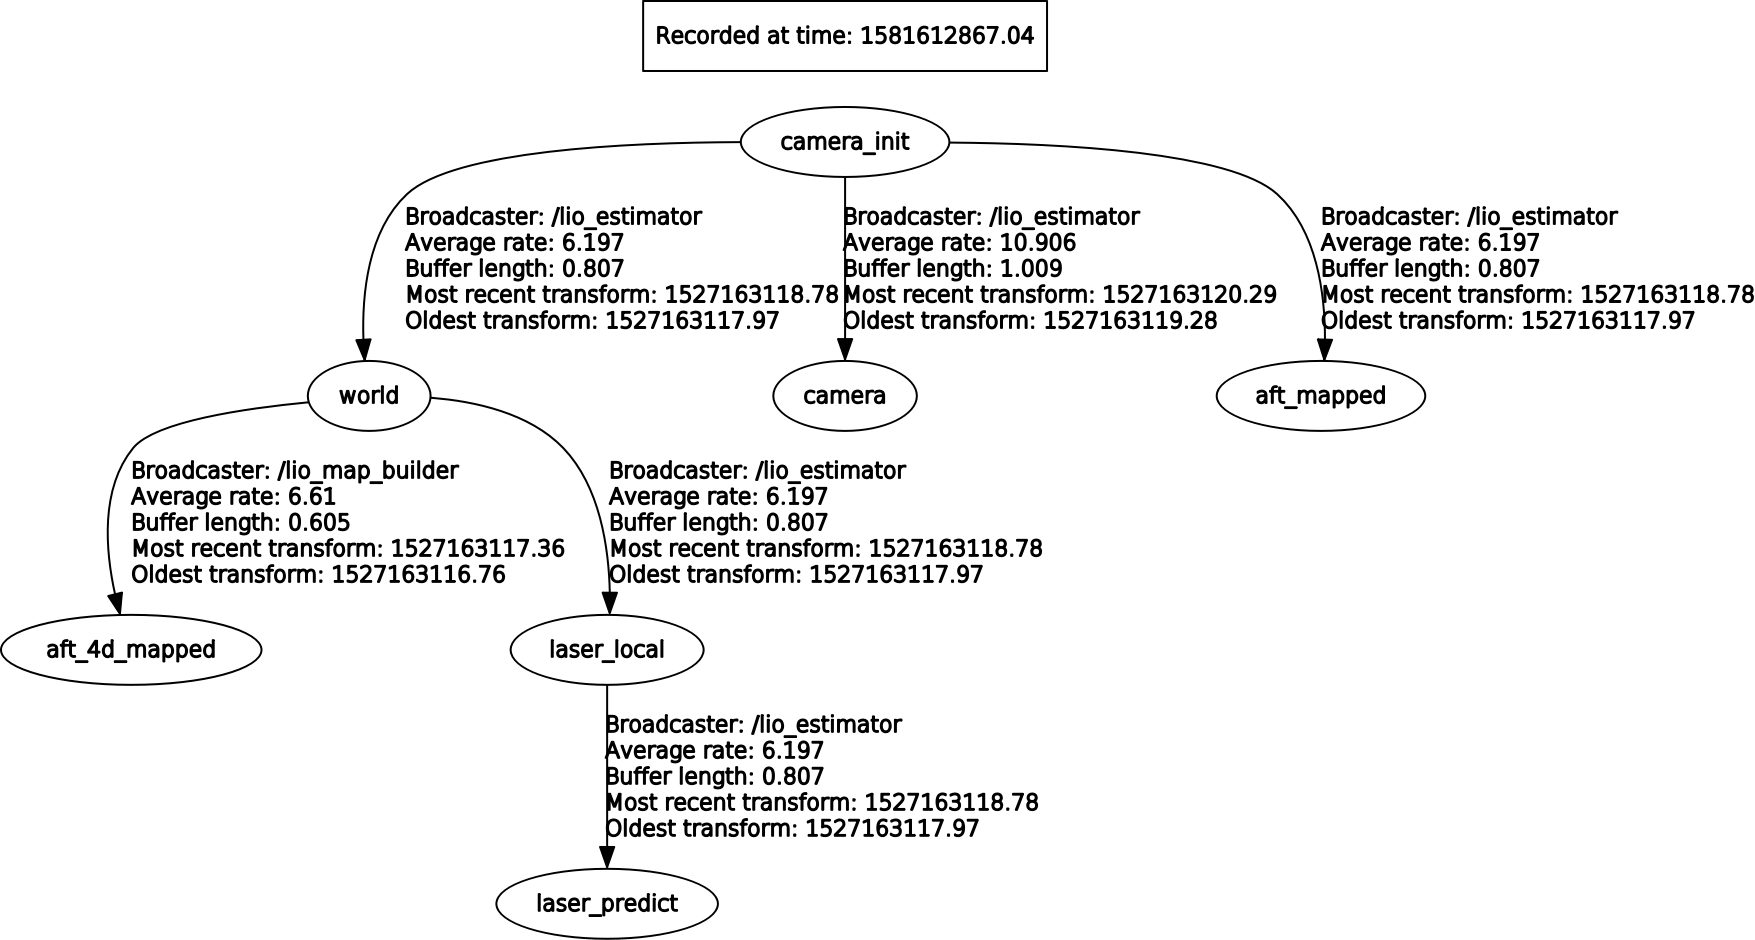 Recorded at time: 1581612867.04
camera_init
Broadcaster: /lio_estimator
Average rate: 6.197
Buffer length: 0.807
Most recent transform: 1527163118.78
Oldest transform: 1527163117.97
Broadcaster: /lio_estimator
Average rate: 10.906
Buffer length: 1.009
Most recent transform: 1527163120.29
Oldest transform: 1527163119.28
Broadcaster: /lio_estimator
Average rate: 6.197
Buffer length: 0.807
Most recent transform: 1527163118.78
Oldest transform: 1527163117.97
world
camera
aft_mapped
Broadcaster: /lio_map_builder
Average rate: 6.61
Buffer length: 0.605
Most recent transform: 1527163117.36
Oldest transform: 1527163116.76
Broadcaster: /lio_estimator
Average rate: 6.197
Buffer length: 0.807
Most recent transform: 1527163118.78
Oldest transform: 1527163117.97
aft_4d_mapped
laser_local
Broadcaster: /lio_estimator
Average rate: 6.197
Buffer length: 0.807
Most recent transform: 1527163118.78
Oldest transform: 1527163117.97
laser_predict